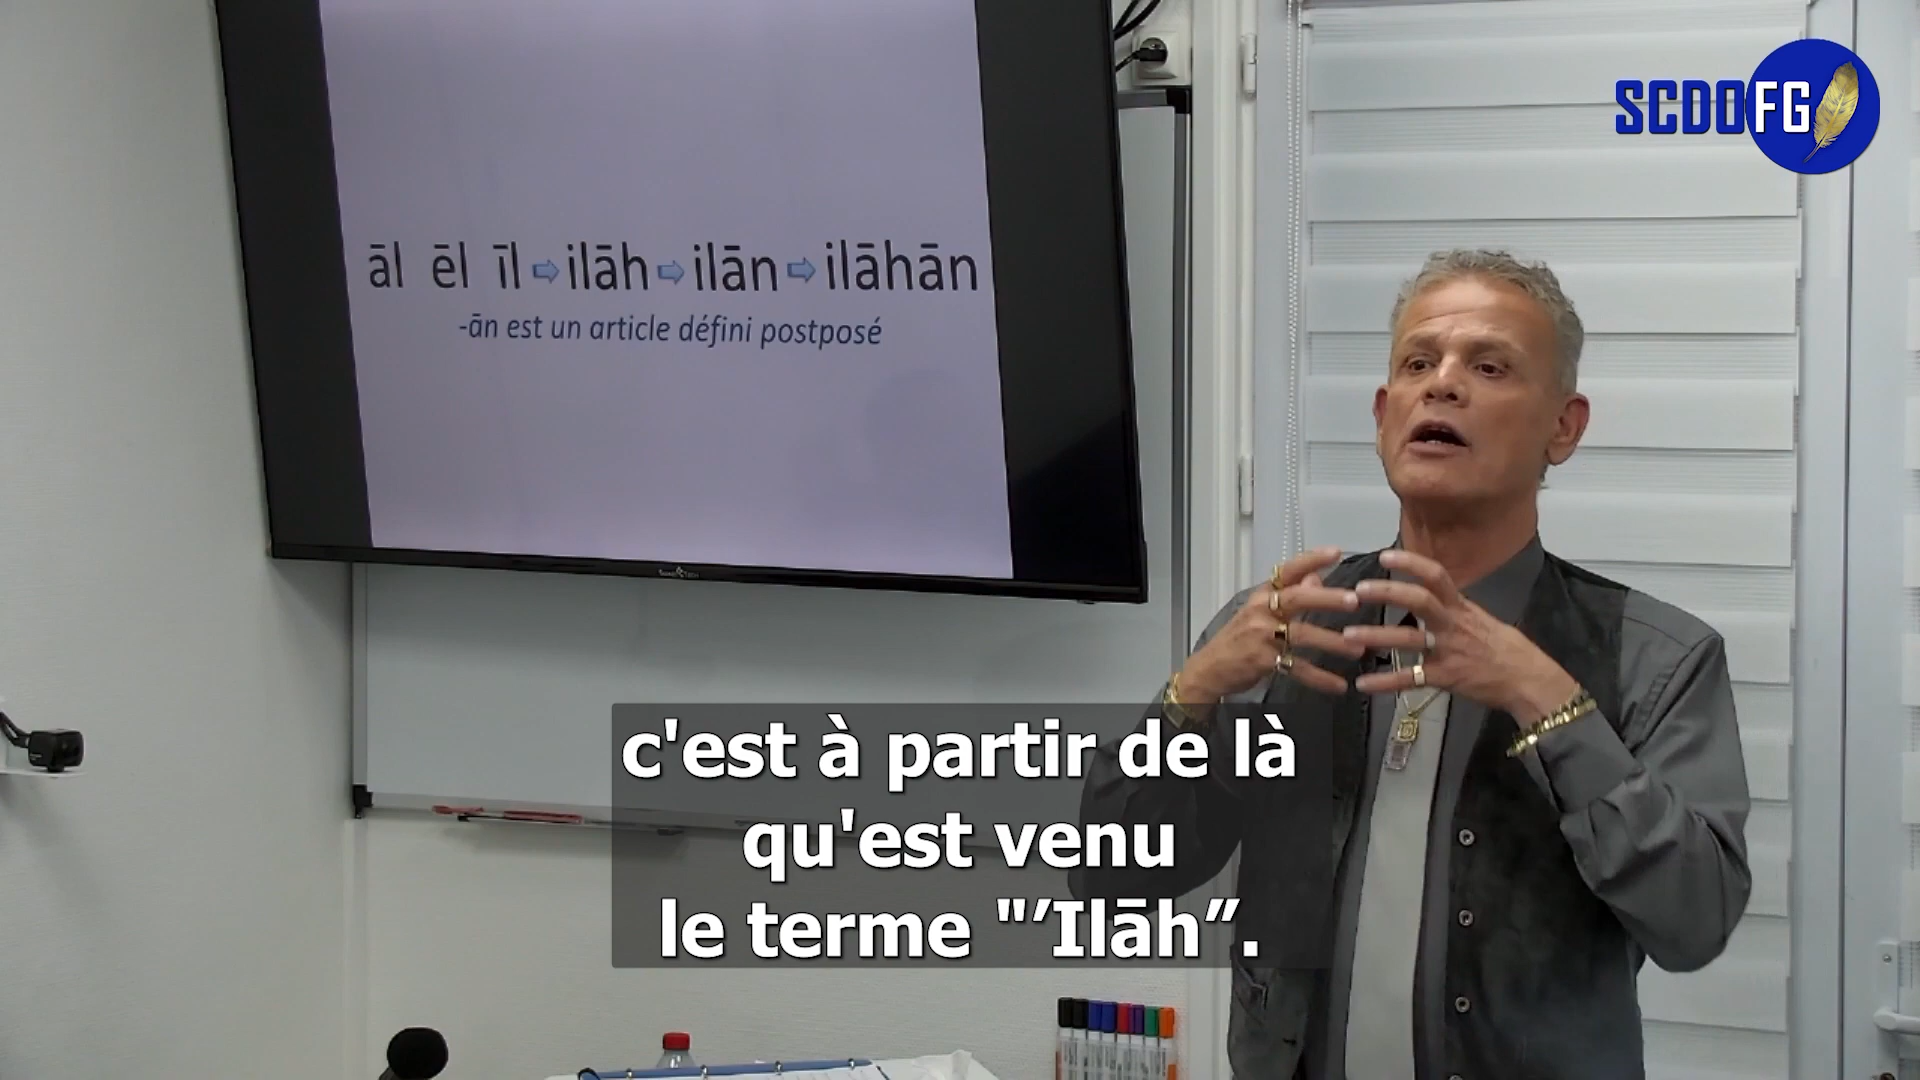 SCDOFG
āl ēl īl ⇨ ilāh ⇨ ilān ⇨ ilāhān
-ān est un article défini postposé
c'est à partir de là
qu'est venu
le terme "’Ilāh”.